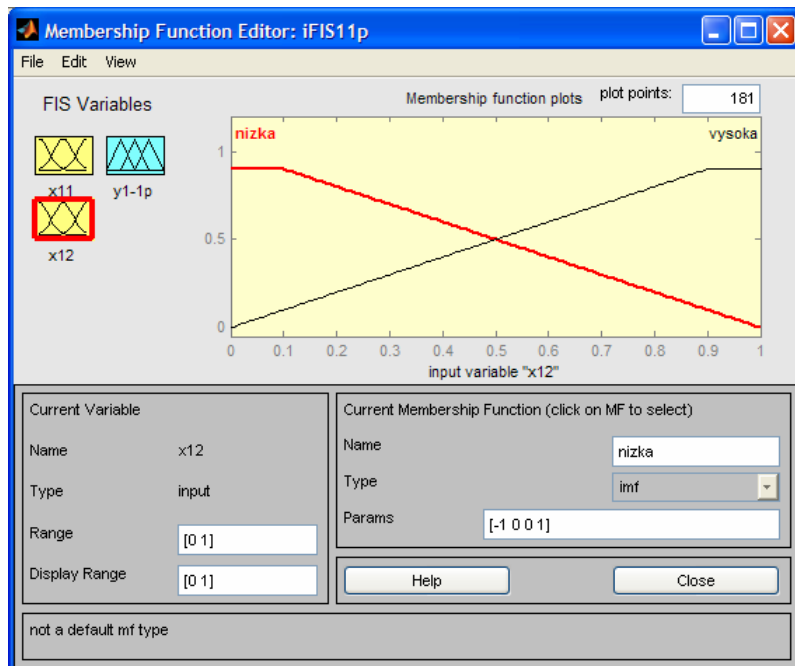 Membership Function Editor: iFIS11p
File Edit View
FIS Variables
x11
y1-1p
x12
Membership function plots
plot points:
181
nizka
vysoka
1
0.5
0
0 0.1 0.2 0.3 0.4 0.5 0.6 0.7 0.8 0.9 1
input variable "x12"
Current Variable
Name x12
Type input
Range [0 1]
Display Range [0 1]
Current Membership Function (click on MF to select)
Name nizka
Type imf
Params [-1 0 0 1]
Help Close
not a default mf type